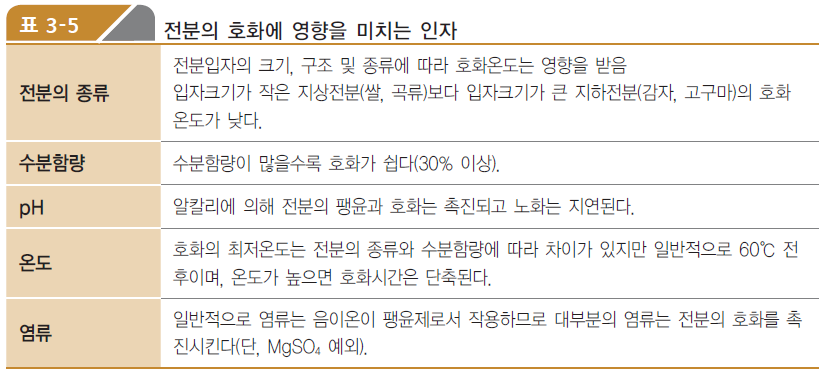 표 3-5 전분의 호화에 영향을 미치는 인자
전분의 종류
전분입자의 크기, 구조 및 종류에 따라 호화온도는 영향을 받음
입자크기가 작은 지상전분(쌀, 곡류)보다 입자크기가 큰 지하전분(감자, 고구마)의 호화
온도가 낮다.
수분함량
수분함량이 많을수록 호화가 쉽다(30% 이상).
pH
알칼리에 의해 전분의 팽윤과 호화는 촉진되고 노화는 지연된다.
온도
호화의 최저온도는 전분의 종류와 수분함량에 따라 차이가 있지만 일반적으로 60℃ 전
후이며, 온도가 높으면 호화시간은 단축된다.
염류
일반적으로 염류는 음이온이 팽윤제로서 작용하므로 대부분의 염류는 전분의 호화를 촉
진시킨다(단, MgSO₄ 예외).